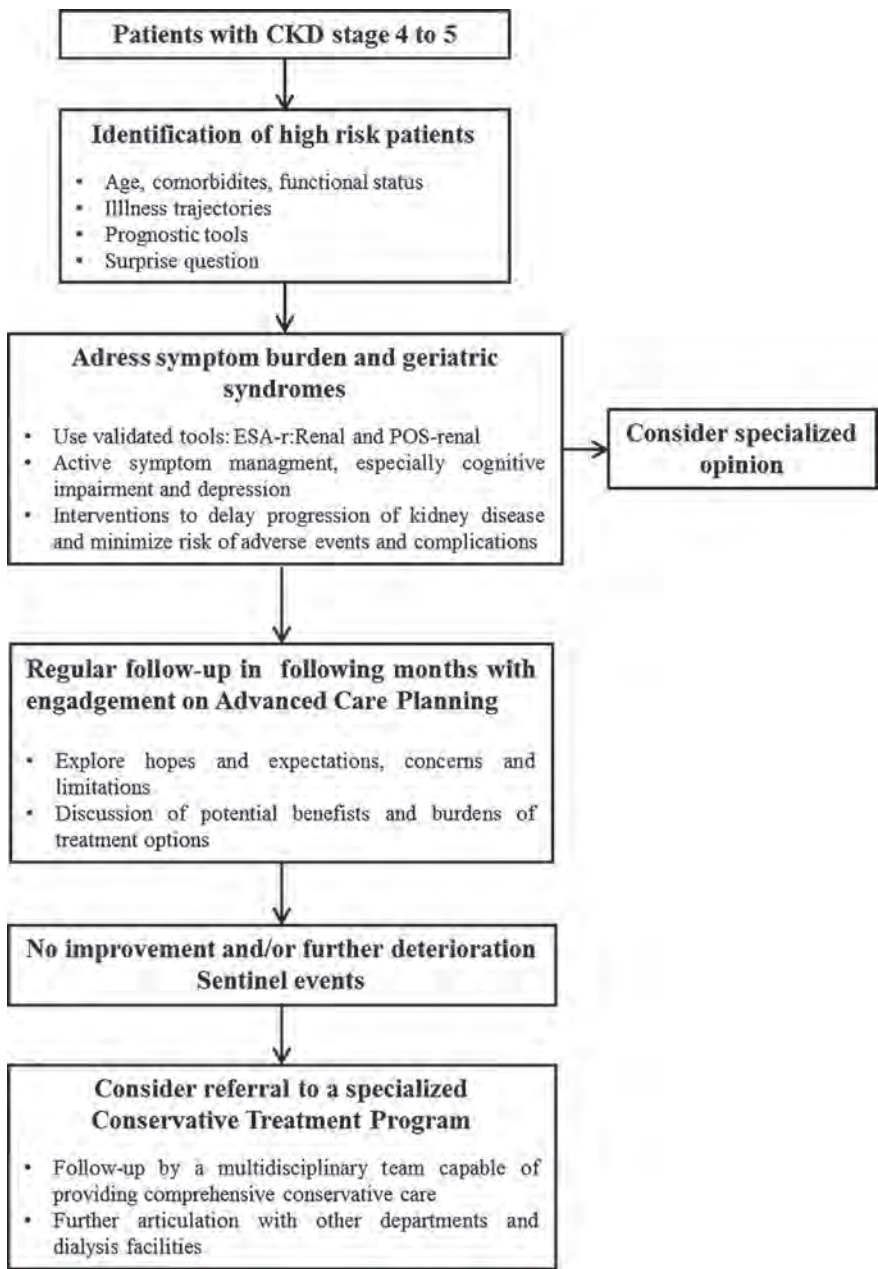 Patients with CKD stage 4 to 5
Identification of high risk patients
• Age, comorbidites, functional status
• Illlness trajectories
• Prognostic tools
• Surprise question
Adress symptom burden and geriatric
syndromes
• Use validated tools: ESA-r:Renal and POS-renal
• Active symptom managment, especially cognitive
impairment and depression
• Interventions to delay progression of kidney disease
and minimize risk of adverse events and complications
Consider specialized
opinion
Regular follow-up in following months with
engadgement on Advanced Care Planning
• Explore hopes and expectations, concerns and
limitations
• Discussion of potential benefists and burdens of
treatment options
No improvement and/or further deterioration
Sentinel events
Consider referral to a specialized
Conservative Treatment Program
• Follow-up by a multidisciplinary team capable of
providing comprehensive conservative care
• Further articulation with other departments and
dialysis facilities